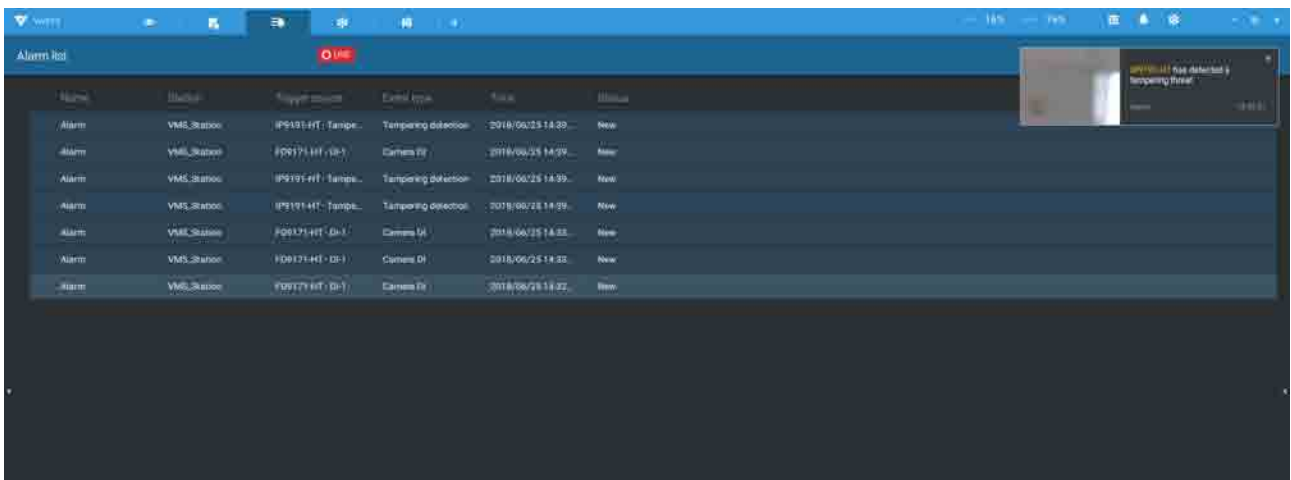 VAST2
Alarm list
LIVE
IP9191-HT has detected a
tampering threat
Name Station Trigger source Event type Time Status
Alarm VMS_Station IP9191-HT - Tampe... Tampering detection 2018/06/25 14:39... New
Alarm VMS_Station FD9171-HT - DI-1 Camera DI 2018/06/25 14:39... New
Alarm VMS_Station IP9191-HT - Tampe... Tampering detection 2018/06/25 14:39... New
Alarm VMS_Station IP9191-HT - Tampe... Tampering detection 2018/06/25 14:39... New
Alarm VMS_Station FD9171-HT - DI-1 Camera DI 2018/06/25 14:33... New
Alarm VMS_Station FD9171-HT - DI-1 Camera DI 2018/06/25 14:33... New
Alarm VMS_Station FD9171-HT - DI-1 Camera DI 2018/06/25 14:32... New